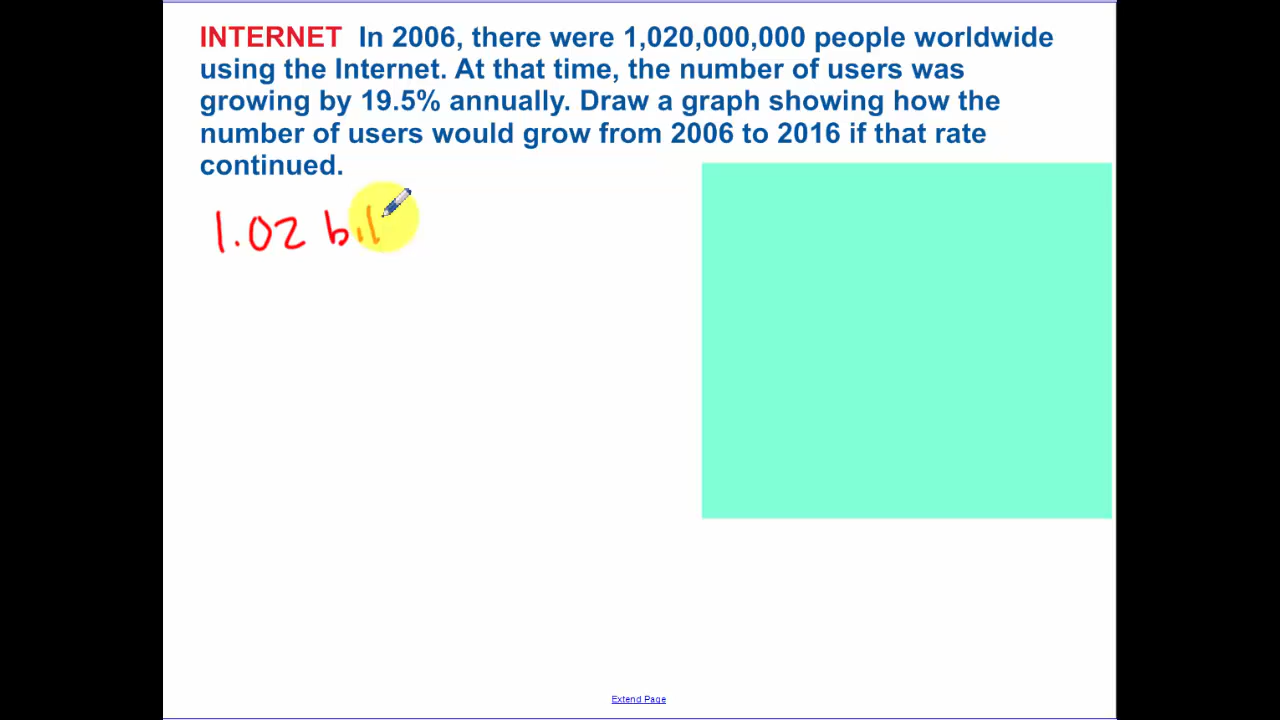 INTERNET In 2006, there were 1,020,000,000 people worldwide
using the Internet. At that time, the number of users was
growing by 19.5% annually. Draw a graph showing how the
number of users would grow from 2006 to 2016 if that rate
continued.
1.02 bil
Extend Page